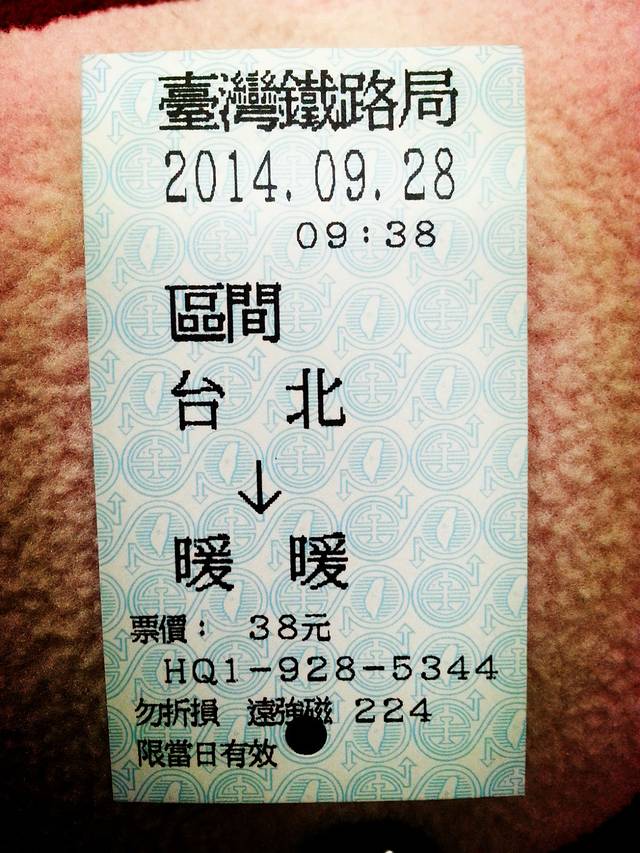 臺灣鐵路局
2014.09.28
09:38
區間
台 北
↓
暖 暖
票價： 38元
HQ1-928-5344
勿折損 遠強磁 224
限當日有效